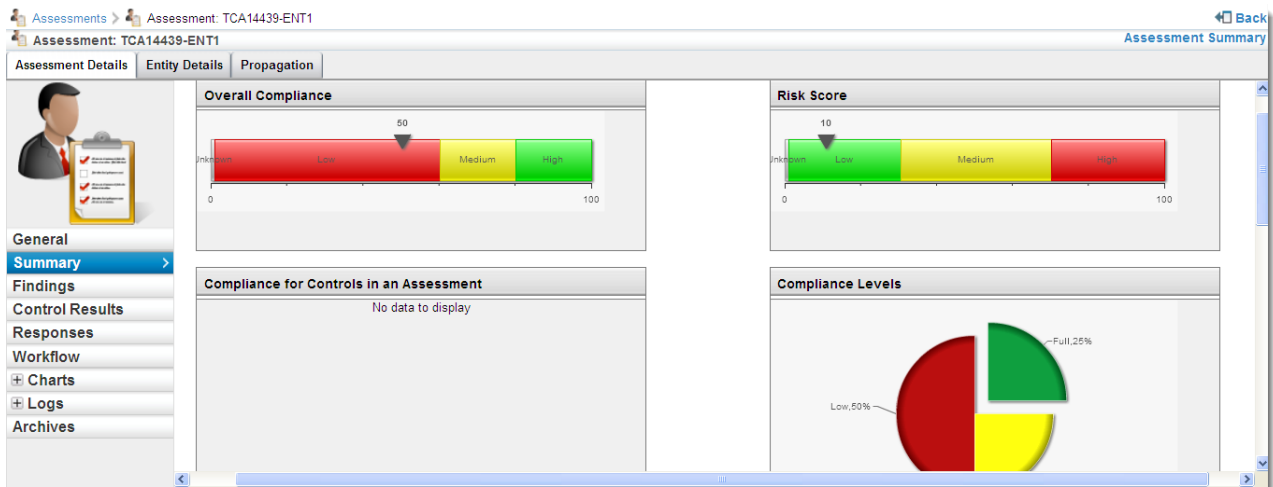 Assessments > Assessment: TCA14439-ENT1
Back
Assessment: TCA14439-ENT1
Assessment Summary
Assessment Details
Entity Details
Propagation
General
Summary
Findings
Control Results
Responses
Workflow
Charts
Logs
Archives
Overall Compliance
50
Unknown Low Medium High
0 100
Risk Score
10
Unknown Low Medium High
0 100
Compliance for Controls in an Assessment
No data to display
Compliance Levels
Full,25%
Low,50%